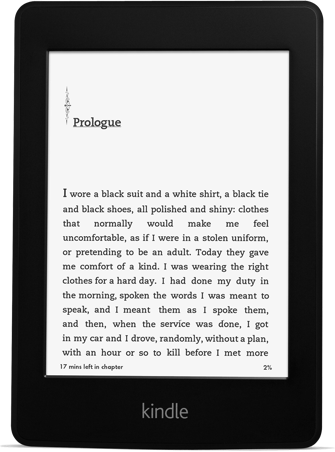 Prologue
I wore a black suit and a white shirt, a black tie
and black shoes, all polished and shiny: clothes
that normally would make me feel
uncomfortable, as if I were in a stolen uniform,
or pretending to be an adult. Today they gave
me comfort of a kind. I was wearing the right
clothes for a hard day. I had done my duty in
the morning, spoken the words I was meant to
speak, and I meant them as I spoke them,
and then, when the service was done, I got
in my car and I drove, randomly, without a plan,
with an hour or so to kill before I met more
17 mins left in chapter 2%
kindle